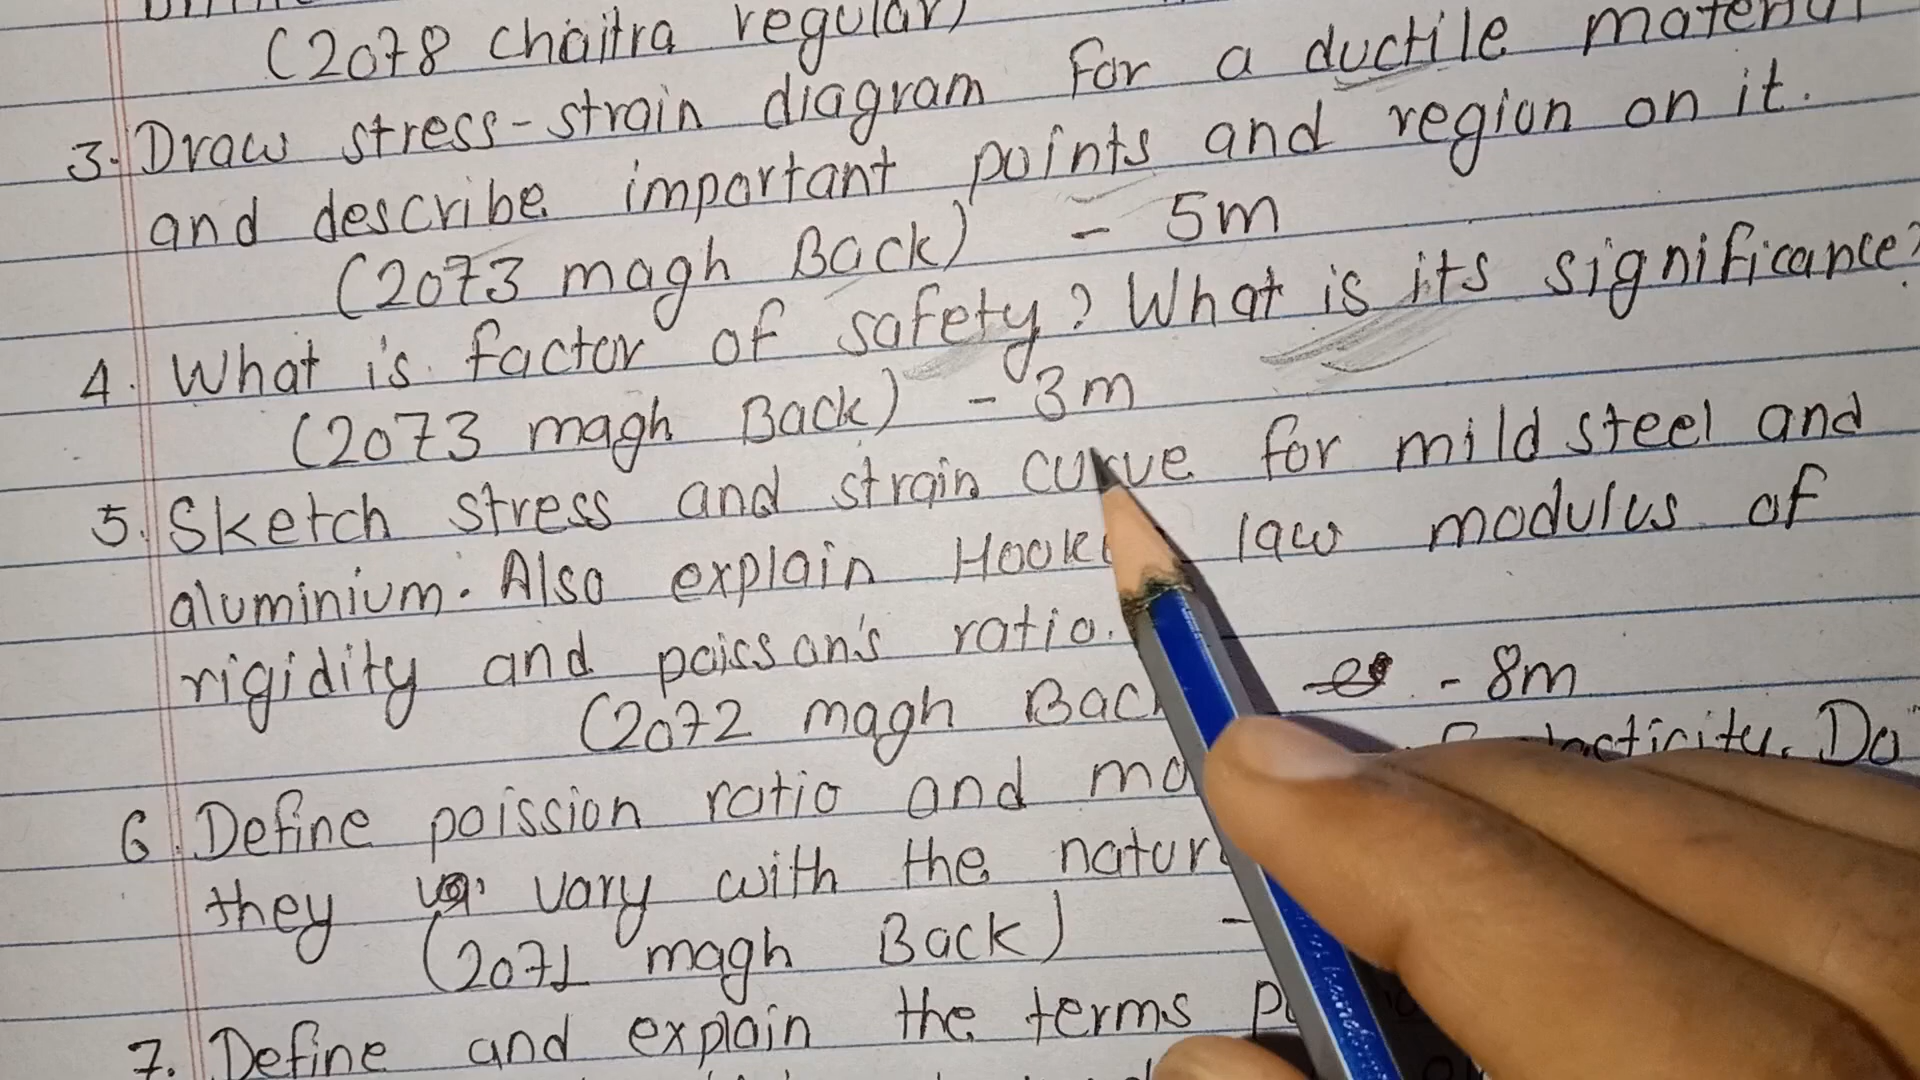 (2078 chaitra regular)
3. Draw stress-strain diagram for a ductile material
and describe important points and region on it.
(2073 magh Back) - 5m
4. What is factor of safety? What is its significance?
(2073 magh Back) - 3m
5. Sketch stress and strain curve for mild steel and
aluminium. Also explain law modulus of
rigidity and poisson's ratio.
(2072 magh - 8m
6. Define poission ratio and Do
they vary with the
(2071 magh Back) -
7. Define and explain the terms